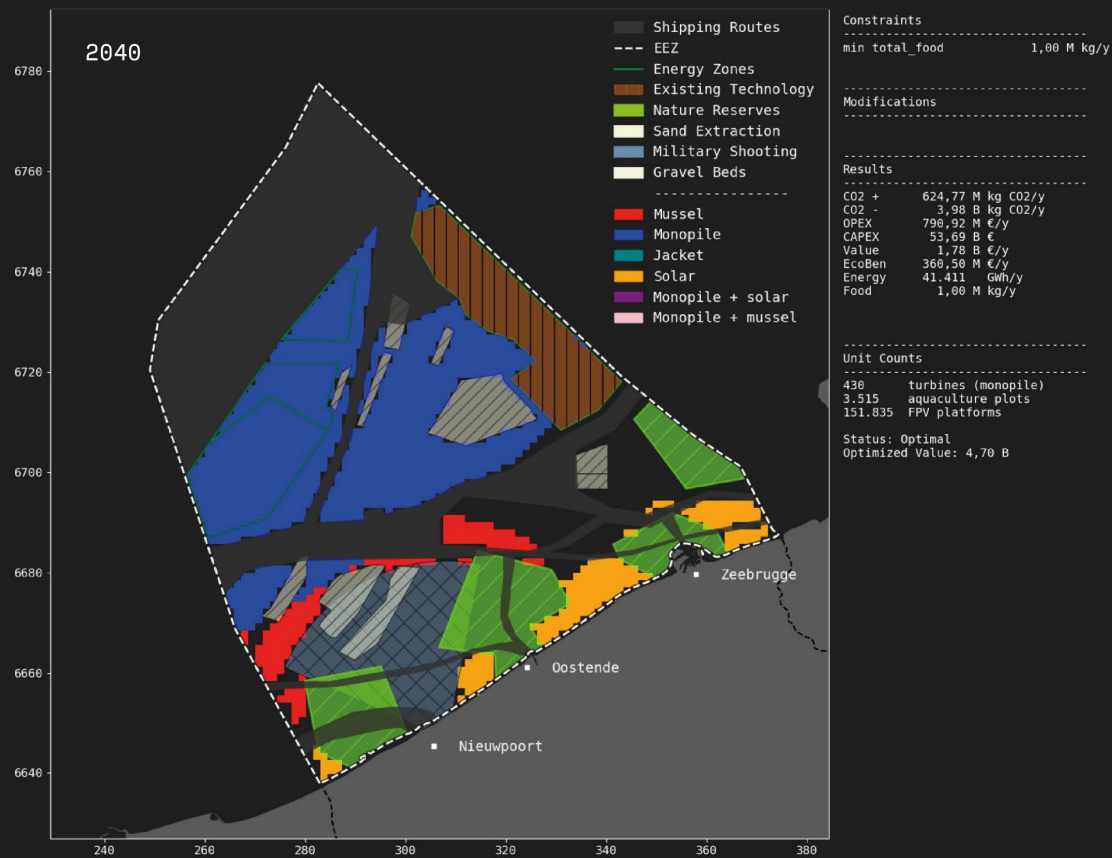 2040
Shipping Routes
EEZ
Energy Zones
Existing Technology
Nature Reserves
Sand Extraction
Military Shooting
Gravel Beds
----------------
Mussel
Monopile
Jacket
Solar
Monopile + solar
Monopile + mussel
6780
6760
6740
6720
6700
6680
6660
6640
240 260 280 300 320 340 360 380
Zeebrugge
Oostende
Nieuwpoort
Constraints
---------------------------------
min total_food 1,00 M kg/y
---------------------------------
Modifications
---------------------------------
---------------------------------
Results
---------------------------------
CO2 + 624,77 M kg CO2/y
CO2 - 3,98 B kg CO2/y
OPEX 790,92 M €/y
CAPEX 53,69 B €
Value 1,78 B €/y
EcoBen 360,50 M €/y
Energy 41.411 GWh/y
Food 1,00 M kg/y
---------------------------------
Unit Counts
---------------------------------
430 turbines (monopile)
3.515 aquaculture plots
151.835 FPV platforms
Status: Optimal
Optimized Value: 4,70 B